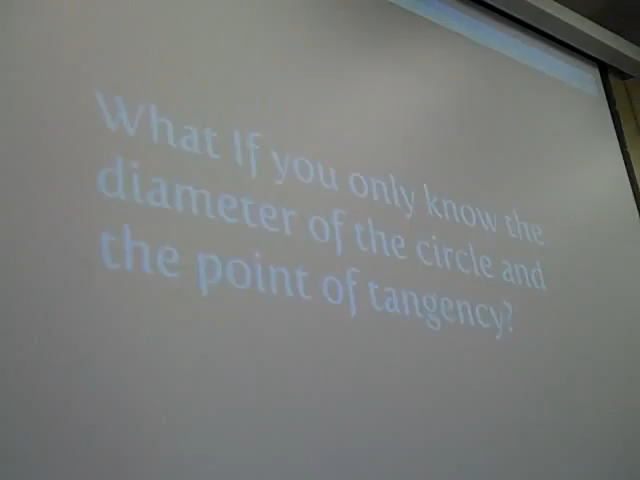 What If you only know the
diameter of the circle and
the point of tangency?